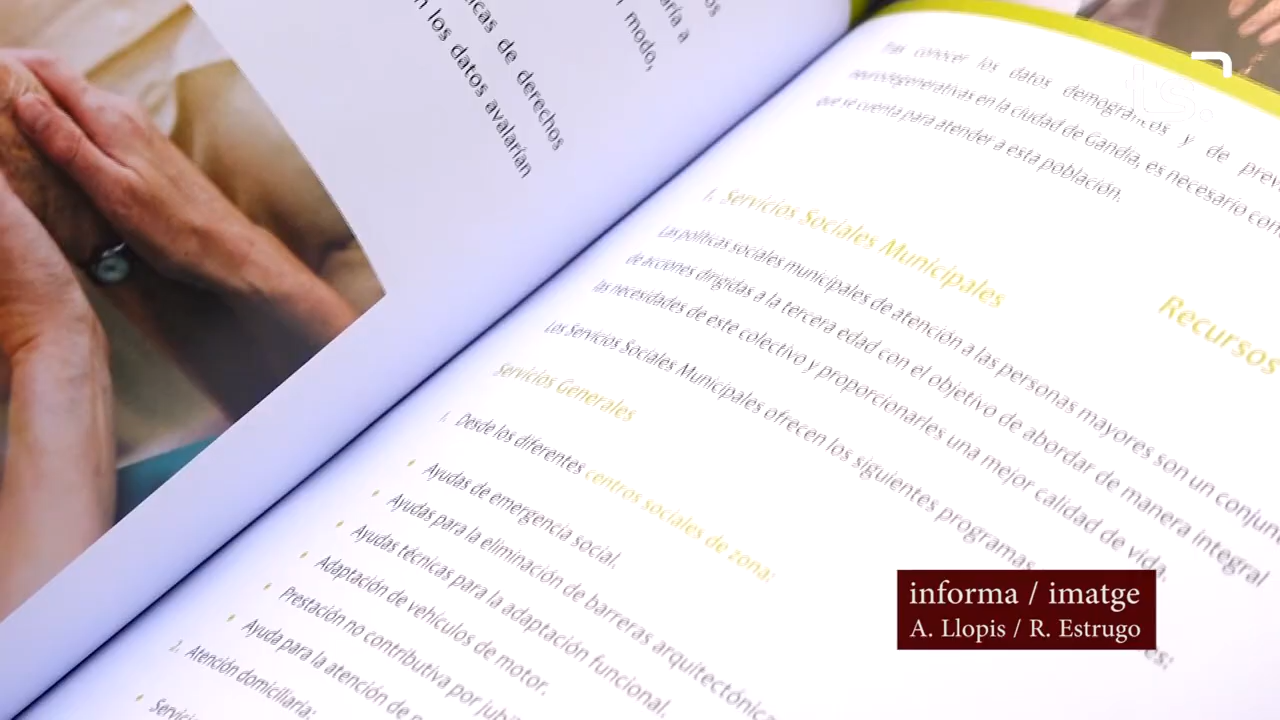 os
aría a
modo,
icas de derechos
n los datos avalarían
Tras conocer los datos demográficos y de prev
neurodegenerativas en la ciudad de Gandia, es necesario con
que se cuenta para atender a esta población.
ts.
Recursos
1. Servicios Sociales Municipales
Las políticas sociales municipales de atención a las personas mayores son un conjun
de acciones dirigidas a la tercera edad con el objetivo de abordar de manera integral
las necesidades de este colectivo y proporcionarles una mejor calidad de vida.
Los Servicios Sociales Municipales ofrecen los siguientes programas
es:
Servicios Generales
1. Desde los diferentes centros sociales de zona:
Ayudas de emergencia social.
Ayudas para la eliminación de barreras arquitectónica
Ayudas técnicas para la adaptación funcional.
Adaptación de vehículos de motor.
Prestación no contributiva por jub
Ayuda para la atención de
2. Atención domiciliaria:
Servici
informa / imatge
A. Llopis / R. Estrugo